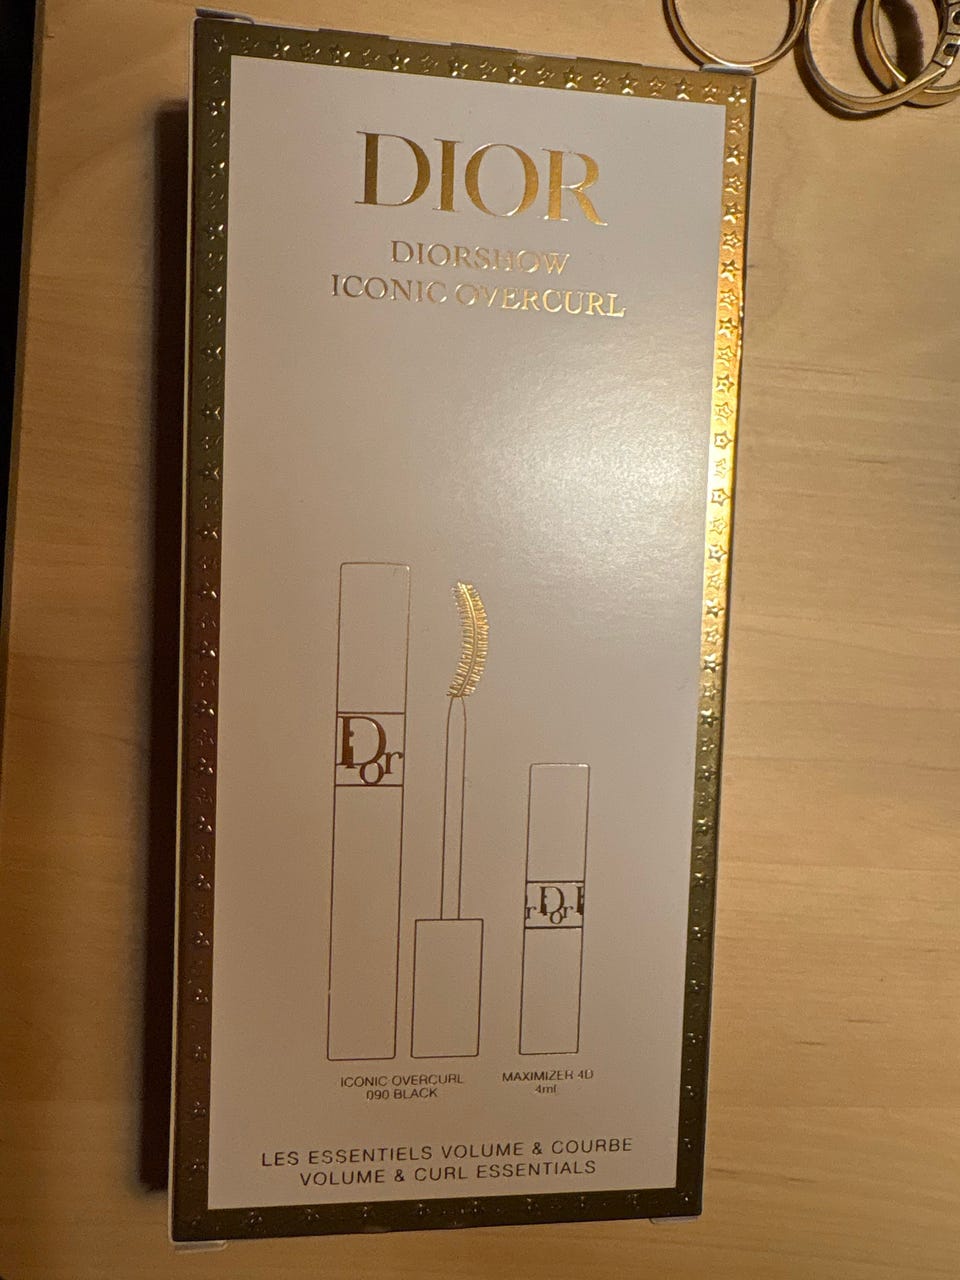 DIOR
DIORSHOW
ICONIC OVERCURL
Dior
r Dior
ICONIC OVERCURL
090 BLACK
MAXIMIZER 4D
4ml
LES ESSENTIELS VOLUME & COURBE
VOLUME & CURL ESSENTIALS